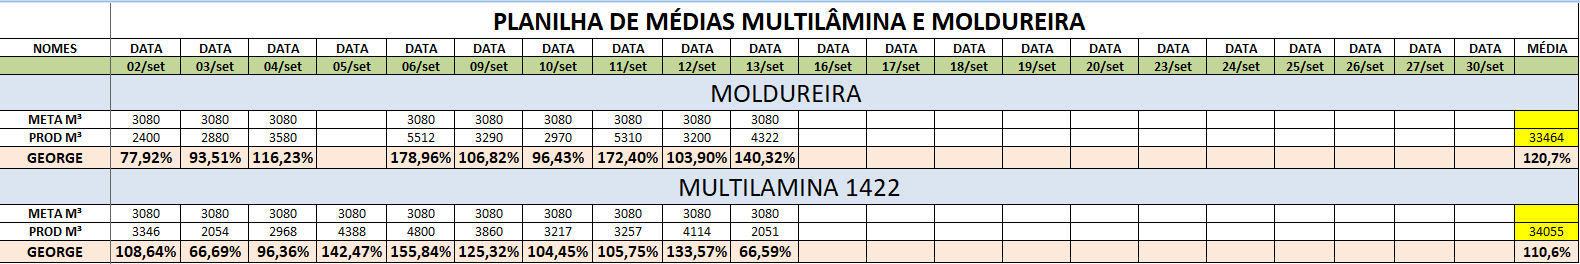 PLANILHA DE MÉDIAS MULTILÂMINA E MOLDUREIRA
NOMES DATA DATA DATA DATA DATA DATA DATA DATA DATA DATA DATA DATA DATA DATA DATA DATA DATA DATA DATA DATA DATA MÉDIA
02/set 03/set 04/set 05/set 06/set 09/set 10/set 11/set 12/set 13/set 16/set 17/set 18/set 19/set 20/set 23/set 24/set 25/set 26/set 27/set 30/set
MOLDUREIRA
META M³ 3080 3080 3080 3080 3080 3080 3080 3080 3080
PROD M³ 2400 2880 3580 5512 3290 2970 5310 3200 4322 33464
GEORGE 77,92% 93,51% 116,23% 178,96% 106,82% 96,43% 172,40% 103,90% 140,32% 120,7%
MULTILAMINA 1422
META M³ 3080 3080 3080 3080 3080 3080 3080 3080 3080 3080
PROD M³ 3346 2054 2968 4388 4800 3860 3217 3257 4114 2051 34055
GEORGE 108,64% 66,69% 96,36% 142,47% 155,84% 125,32% 104,45% 105,75% 133,57% 66,59% 110,6%